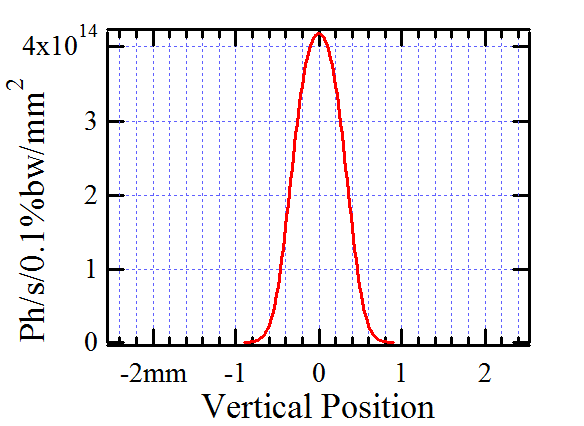 4x10^14
3
2
1
0
Ph/s/0.1%bw/mm^2
-2mm -1 0 1 2
Vertical Position